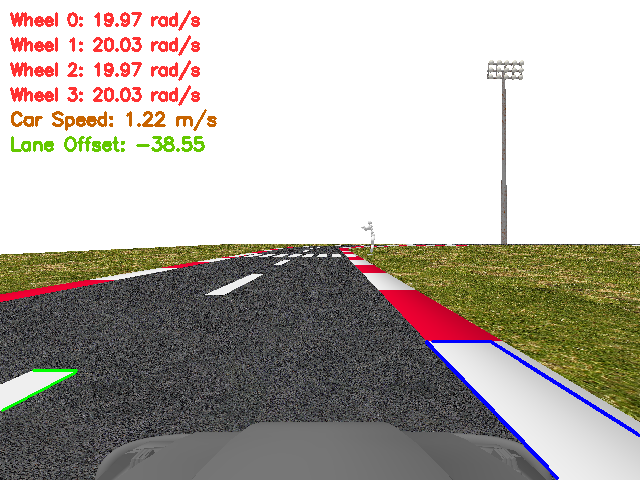 Wheel 0: 19.97 rad/s
Wheel 1: 20.03 rad/s
Wheel 2: 19.97 rad/s
Wheel 3: 20.03 rad/s
Car Speed: 1.22 m/s
Lane Offset: -38.55